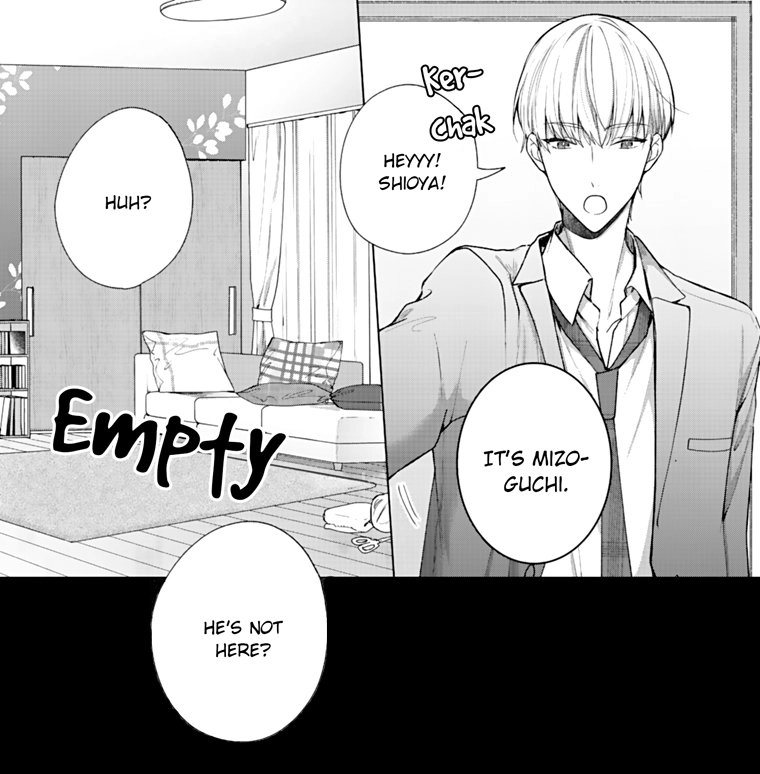 Ker-
chak
HEYYY!
SHIOYA!
IT'S MIZO-
GUCHI.
HUH?
Empty
HE'S NOT
HERE?